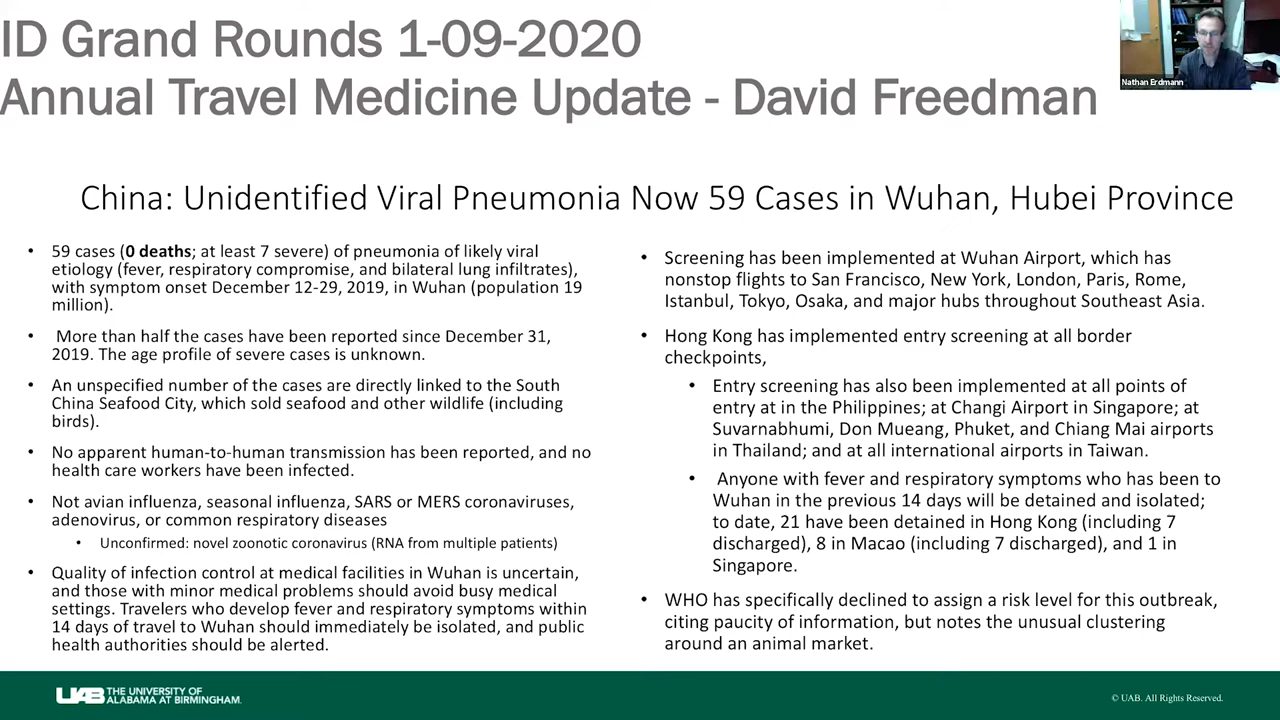 ID Grand Rounds 1-09-2020
Annual Travel Medicine Update - David Freedman
Nathan Erdmann
China: Unidentified Viral Pneumonia Now 59 Cases in Wuhan, Hubei Province
• 59 cases (0 deaths; at least 7 severe) of pneumonia of likely viral
etiology (fever, respiratory compromise, and bilateral lung infiltrates),
with symptom onset December 12-29, 2019, in Wuhan (population 19
million).
• More than half the cases have been reported since December 31,
2019. The age profile of severe cases is unknown.
• An unspecified number of the cases are directly linked to the South
China Seafood City, which sold seafood and other wildlife (including
birds).
• No apparent human-to-human transmission has been reported, and no
health care workers have been infected.
• Not avian influenza, seasonal influenza, SARS or MERS coronaviruses,
adenovirus, or common respiratory diseases
• Unconfirmed: novel zoonotic coronavirus (RNA from multiple patients)
• Quality of infection control at medical facilities in Wuhan is uncertain,
and those with minor medical problems should avoid busy medical
settings. Travelers who develop fever and respiratory symptoms within
14 days of travel to Wuhan should immediately be isolated, and public
health authorities should be alerted.
• Screening has been implemented at Wuhan Airport, which has
nonstop flights to San Francisco, New York, London, Paris, Rome,
Istanbul, Tokyo, Osaka, and major hubs throughout Southeast Asia.
• Hong Kong has implemented entry screening at all border
checkpoints,
• Entry screening has also been implemented at all points of
entry at in the Philippines; at Changi Airport in Singapore; at
Suvarnabhumi, Don Mueang, Phuket, and Chiang Mai airports
in Thailand; and at all international airports in Taiwan.
• Anyone with fever and respiratory symptoms who has been to
Wuhan in the previous 14 days will be detained and isolated;
to date, 21 have been detained in Hong Kong (including 7
discharged), 8 in Macao (including 7 discharged), and 1 in
Singapore.
• WHO has specifically declined to assign a risk level for this outbreak,
citing paucity of information, but notes the unusual clustering
around an animal market.
UAB THE UNIVERSITY OF
ALABAMA AT BIRMINGHAM.
© UAB. All Rights Reserved.